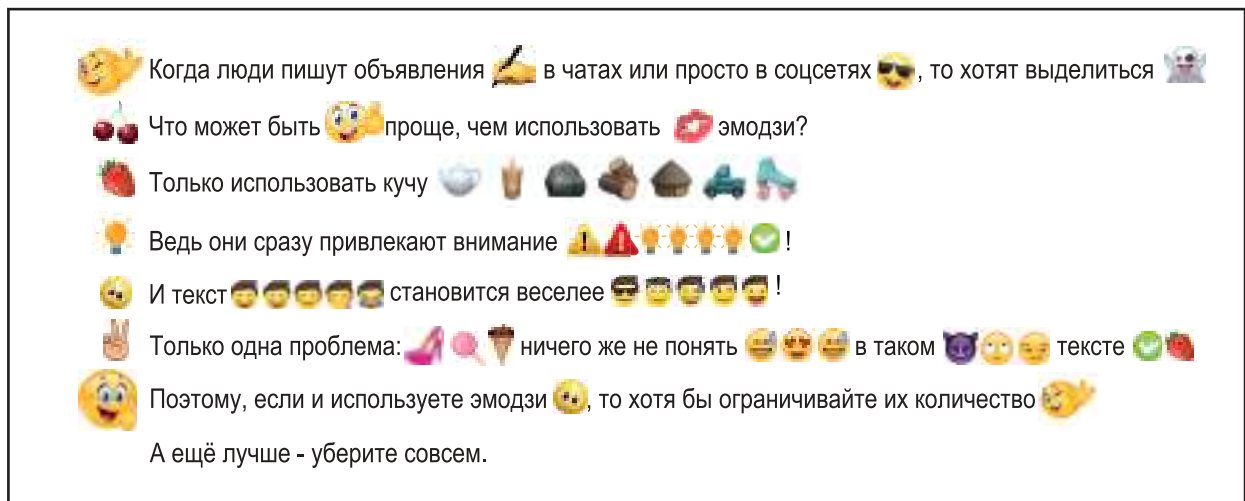 Когда люди пишут объявления в чатах или просто в соцсетях , то хотят выделиться
Что может быть проще, чем использовать эмодзи?
Только использовать кучу
Ведь они сразу привлекают внимание !
И текст становится веселее !
Только одна проблема: ничего же не понять в таком тексте
Поэтому, если и используете эмодзи , то хотя бы ограничивайте их количество
А ещё лучше - уберите совсем.